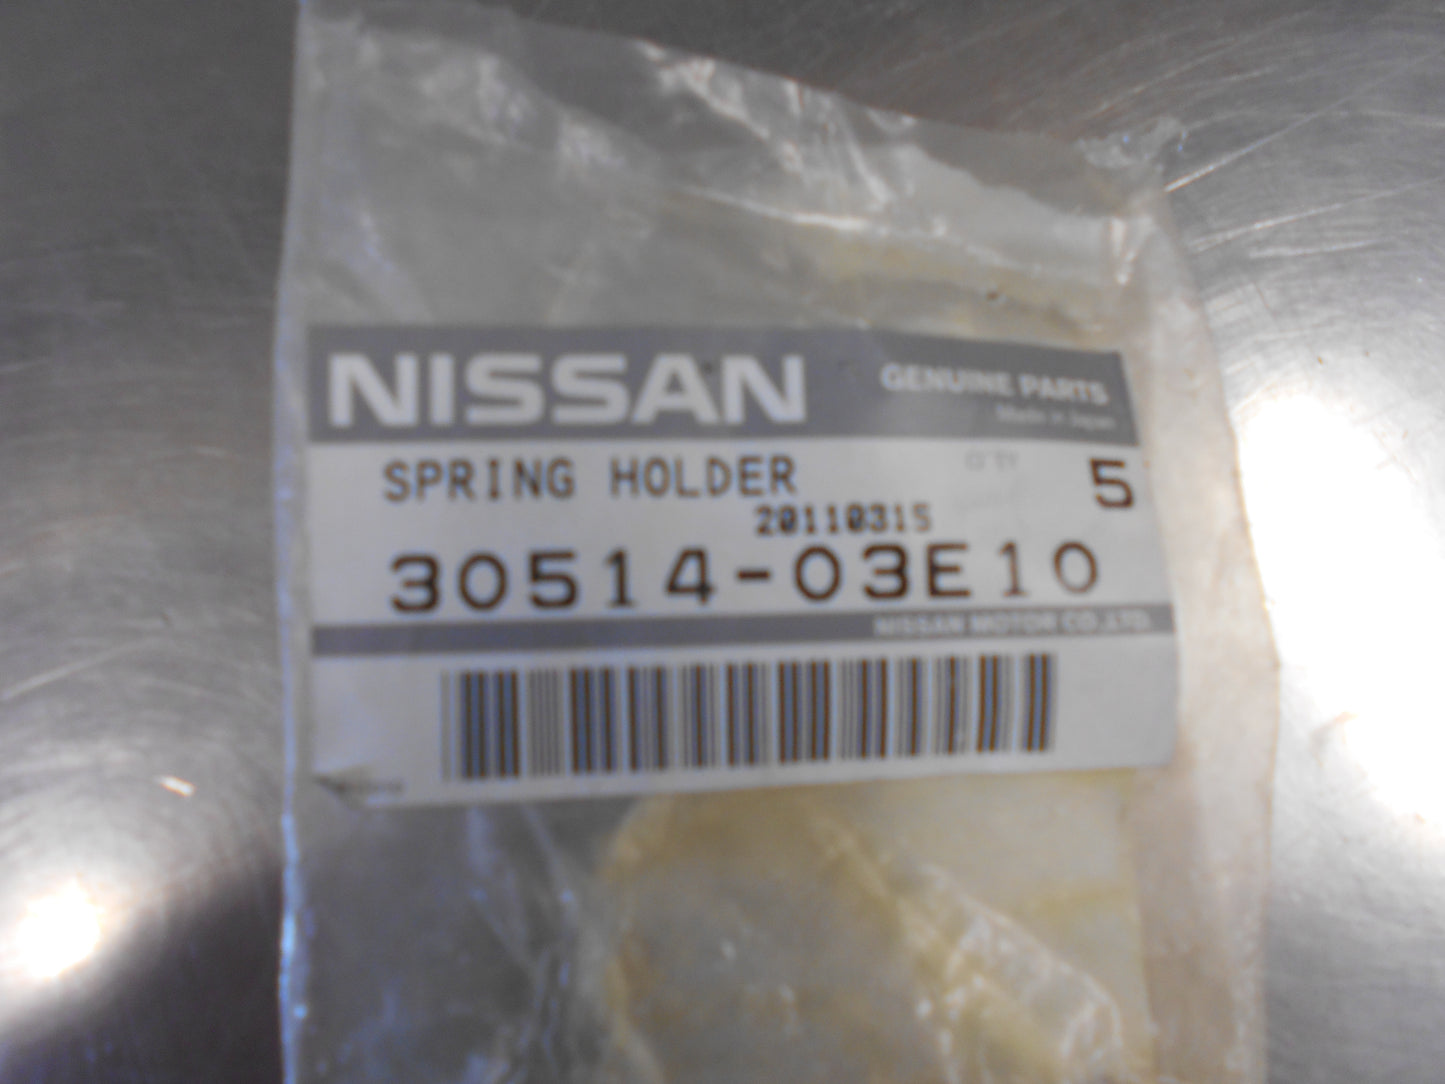 NISSAN
GENUINE PARTS
Made in Japan
SPRING HOLDER
Q'TY 5
20110315
30514-03E10
NISSAN MOTOR CO.,LTD.